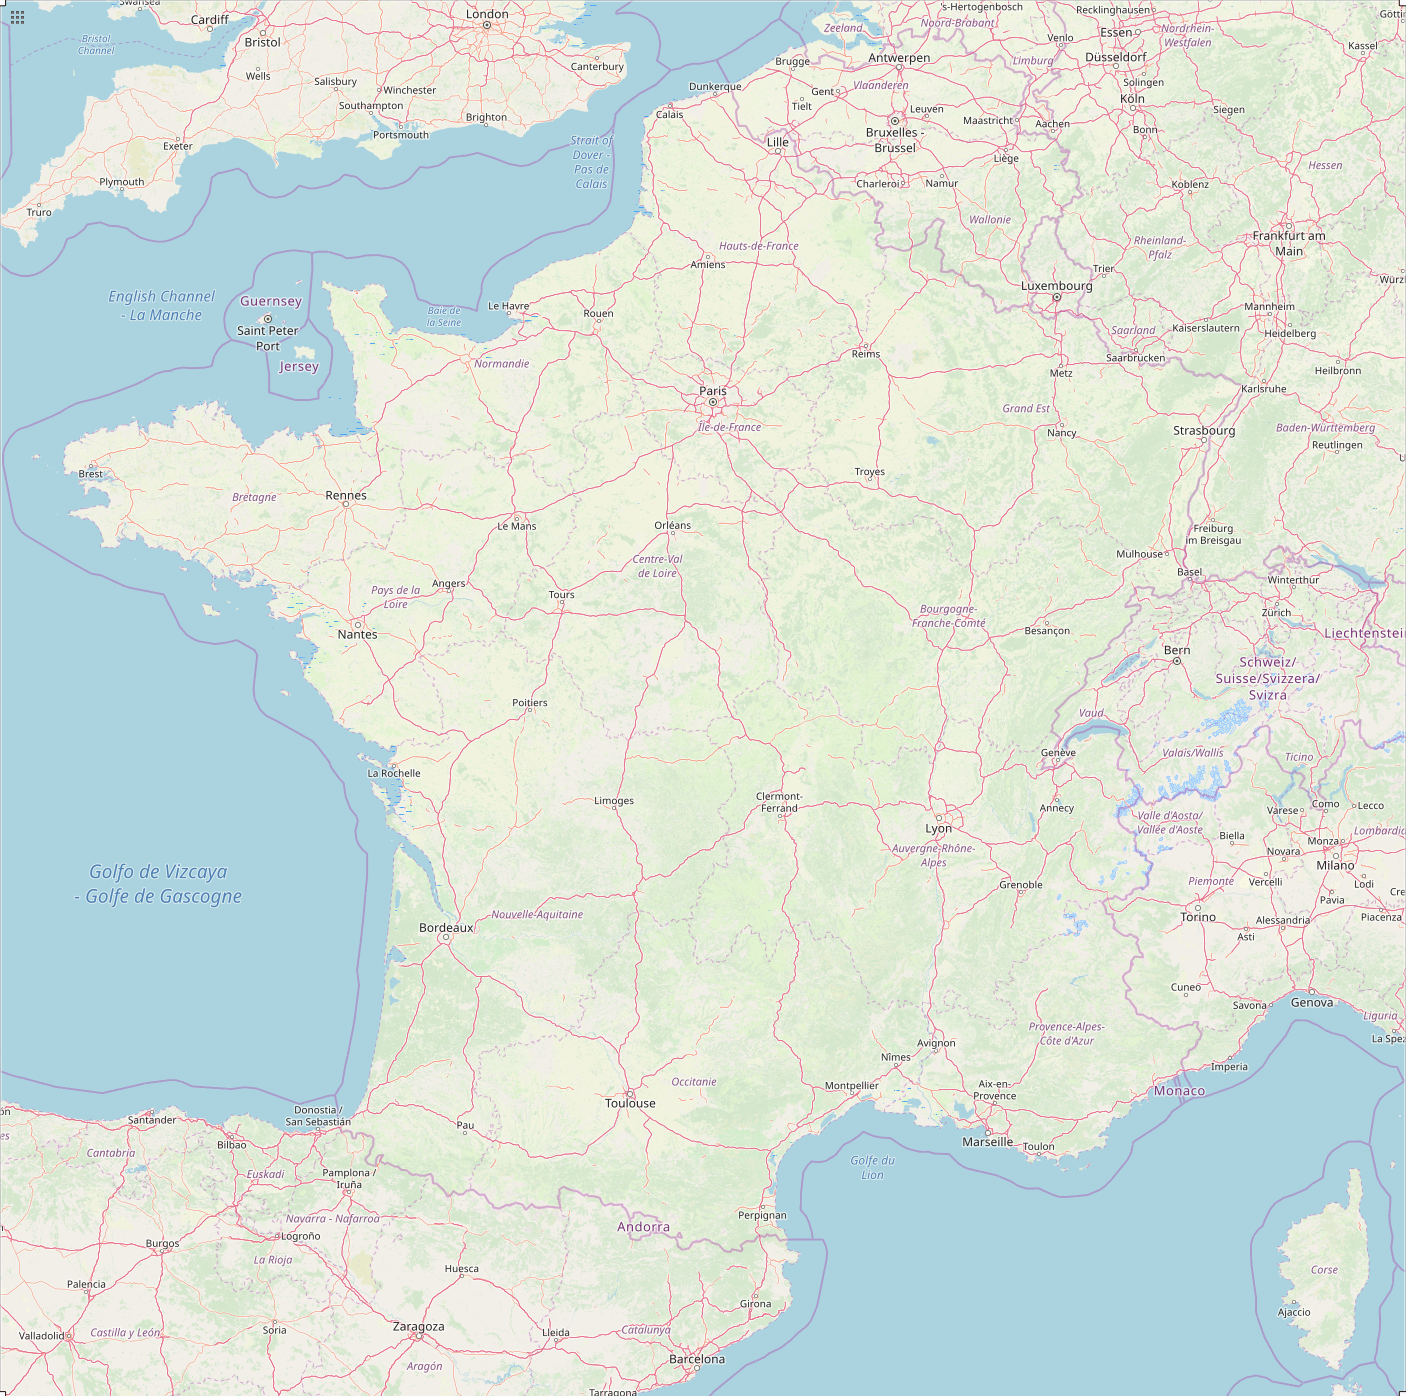 Swansea
Cardiff
London
's-Hertogenbosch
Recklinghausen
Zeeland
Noord-Brabant
Essen
Nordrhein-
Westfalen
Venlo
Kassel
Bristol
Channel
Bristol
Wells
Salisbury
Winchester
Southampton
Canterbury
Brighton
Portsmouth
Exeter
Plymouth
Truro
Dunkerque
Calais
Brugge
Antwerpen
Gent
Vlaanderen
Tielt
Leuven
Limburg
Düsseldorf
Solingen
Köln
Siegen
Maastricht
Aachen
Bonn
Bruxelles -
Brussel
Lille
Liège
Hessen
Strait of
Dover -
Pas de
Calais
Charleroi
Namur
Koblenz
Wallonie
Hauts-de-France
Amiens
Rheinland-
Pfalz
Frankfurt am
Main
Trier
Luxembourg
English Channel
- La Manche
Guernsey
Saint Peter
Port
Jersey
Baie de
la Seine
Le Havre
Rouen
Mannheim
Heidelberg
Kaiserslautern
Saarland
Saarbrucken
Normandie
Reims
Metz
Karlsruhe
Heilbronn
Paris
Île-de-France
Grand Est
Nancy
Strasbourg
Baden-Württemberg
Reutlingen
Brest
Bretagne
Rennes
Troyes
Le Mans
Orléans
Freiburg
im Breisgau
Mulhouse
Centre-Val
de Loire
Basel
Winterthur
Pays de la
Loire
Angers
Tours
Nantes
Bourgogne-
Franche-Comté
Besançon
Zürich
Liechtenstein
Bern
Schweiz/
Suisse/Svizzera/
Svizra
Poitiers
Vaud
Genève
Valais/Wallis
Ticino
La Rochelle
Limoges
Clermont-
Ferrand
Annecy
Varese
Como
Lecco
Lyon
Valle d'Aosta/
Vallée d'Aoste
Biella
Monza
Novara
Milano
Auvergne-Rhône-
Alpes
Golfo de Vizcaya
- Golfe de Gascogne
Grenoble
Piemonte
Vercelli
Lodi
Pavia
Torino
Alessandria
Piacenza
Asti
Nouvelle-Aquitaine
Bordeaux
Cuneo
Savona
Genova
Liguria
Provence-Alpes-
Côte d'Azur
Avignon
Nîmes
Imperia
Occitanie
Montpellier
Aix-en-
Provence
Monaco
Toulouse
Donostia /
San Sebastián
Santander
Bilbao
Pau
Marseille
Toulon
Cantabria
Euskadi
Pamplona /
Iruña
Golfe du
Lion
Perpignan
Navarra - Nafarroa
Andorra
Logroño
Burgos
La Rioja
Huesca
Corse
Palencia
Girona
Ajaccio
Valladolid
Castilla y León
Soria
Zaragoza
Lleida
Catalunya
Barcelona
Aragón
Tarragona